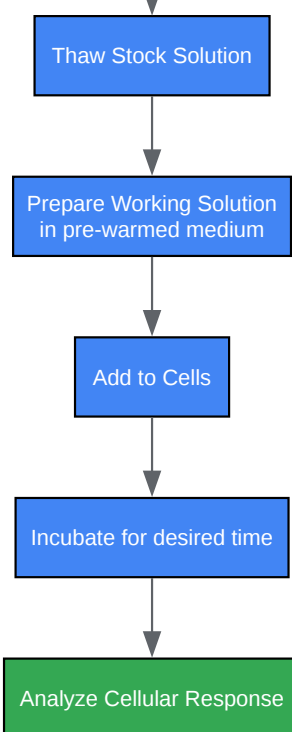 Thaw Stock Solution
Prepare Working Solution
in pre-warmed medium
Add to Cells
Incubate for desired time
Analyze Cellular Response